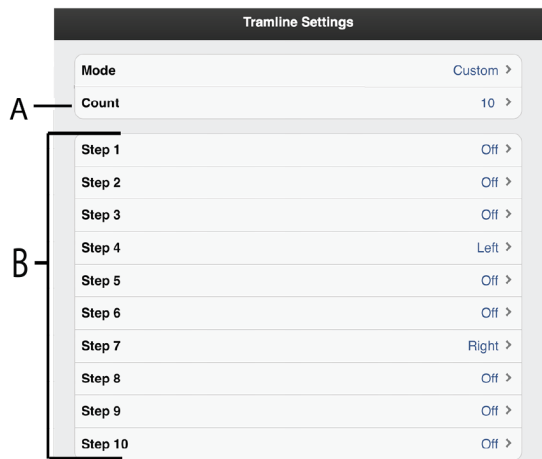 Tramline Settings
Mode Custom >
A Count 10 >
B
Step 1 Off >
Step 2 Off >
Step 3 Off >
Step 4 Left >
Step 5 Off >
Step 6 Off >
Step 7 Right >
Step 8 Off >
Step 9 Off >
Step 10 Off >